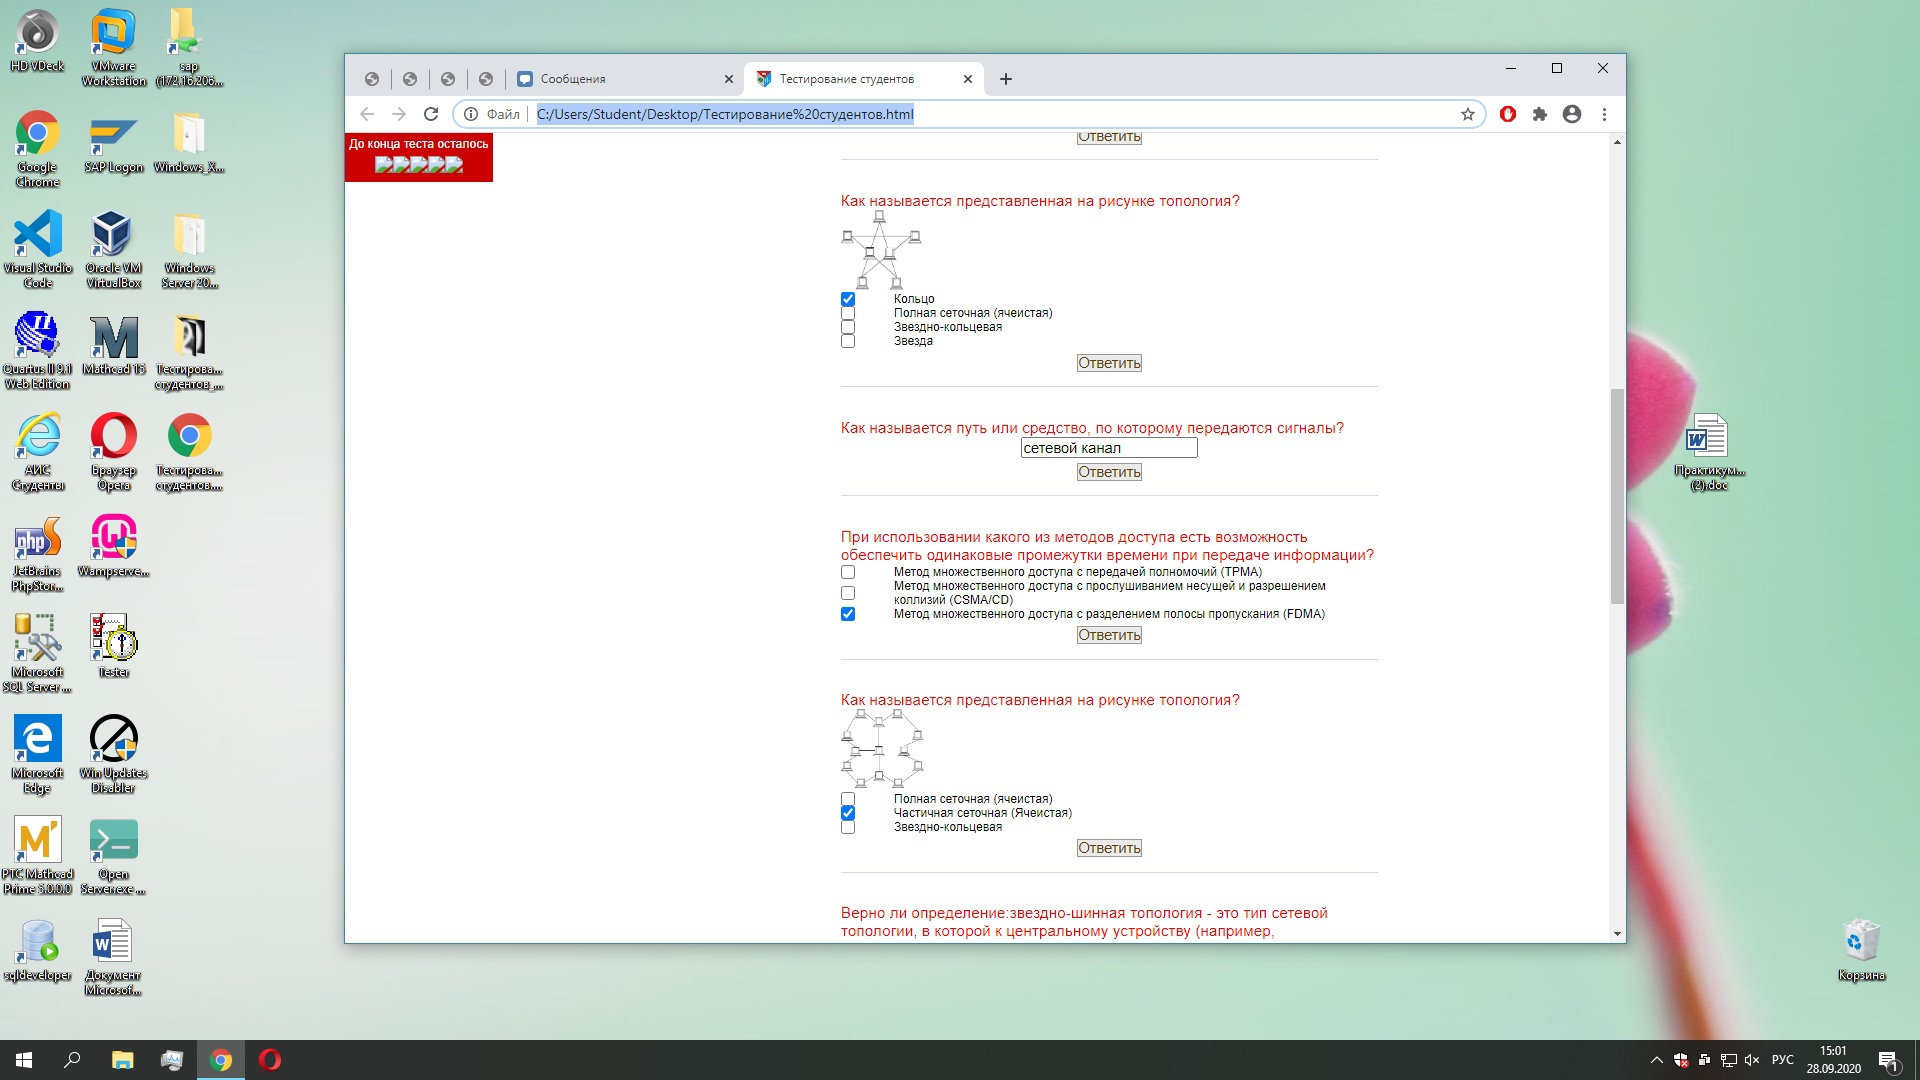 HD VDeck
VMware
Workstation
sap
(172.16.206...
Google
Chrome
SAP Logon
Windows_X...
Visual Studio
Code
Oracle VM
VirtualBox
Windows
Server 20...
Quartus II 9.1
Web Edition
Mathcad 15
Тестирова...
студентов_...
АИС
Студенты
Браузер
Opera
Тестирова...
студентов....
JetBrains
PhpStor...
Wampserve...
Microsoft
SQL Server ...
Tester
Microsoft
Edge
Win Updates
Disabler
PTC Mathcad
Prime 5.0.0.0
Open
Server.exe ...
sqldeveloper
Документ
Microsof...
Сообщения
Тестирование студентов
Файл
C:/Users/Student/Desktop/Тестирование%20студентов.html
До конца теста осталось
Ответить
Как называется представленная на рисунке топология?
Кольцо
Полная сеточная (ячеистая)
Звездно-кольцевая
Звезда
Ответить
Как называется путь или средство, по которому передаются сигналы?
сетевой канал
Ответить
При использовании какого из методов доступа есть возможность
обеспечить одинаковые промежутки времени при передаче информации?
Метод множественного доступа с передачей полномочий (TPMA)
Метод множественного доступа с прослушиванием несущей и разрешением
коллизий (CSMA/CD)
Метод множественного доступа с разделением полосы пропускания (FDMA)
Ответить
Как называется представленная на рисунке топология?
Полная сеточная (ячеистая)
Частичная сеточная (Ячеистая)
Звездно-кольцевая
Ответить
Верно ли определение:звездно-шинная топология - это тип сетевой
топологии, в которой к центральному устройству (например,
Практикум...
(2).doc
Корзина
РУС
15:01
28.09.2020
1